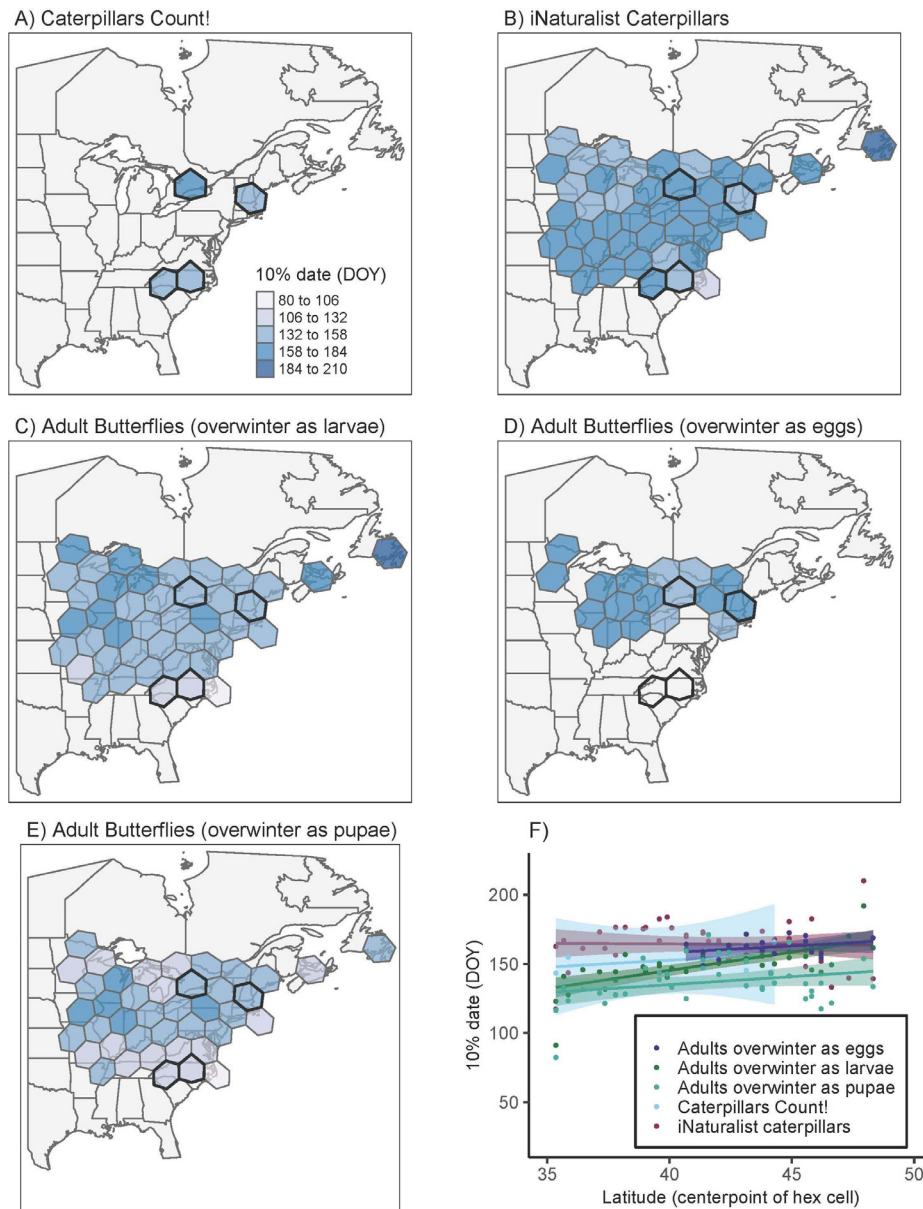 A) Caterpillars Count!
B) iNaturalist Caterpillars
10% date (DOY)
80 to 106
106 to 132
132 to 158
158 to 184
184 to 210
C) Adult Butterflies (overwinter as larvae)
D) Adult Butterflies (overwinter as eggs)
E) Adult Butterflies (overwinter as pupae)
F)
10% date (DOY)
200
150
100
50
Adults overwinter as eggs
Adults overwinter as larvae
Adults overwinter as pupae
Caterpillars Count!
iNaturalist caterpillars
35
40
45
50
Latitude (centerpoint of hex cell)